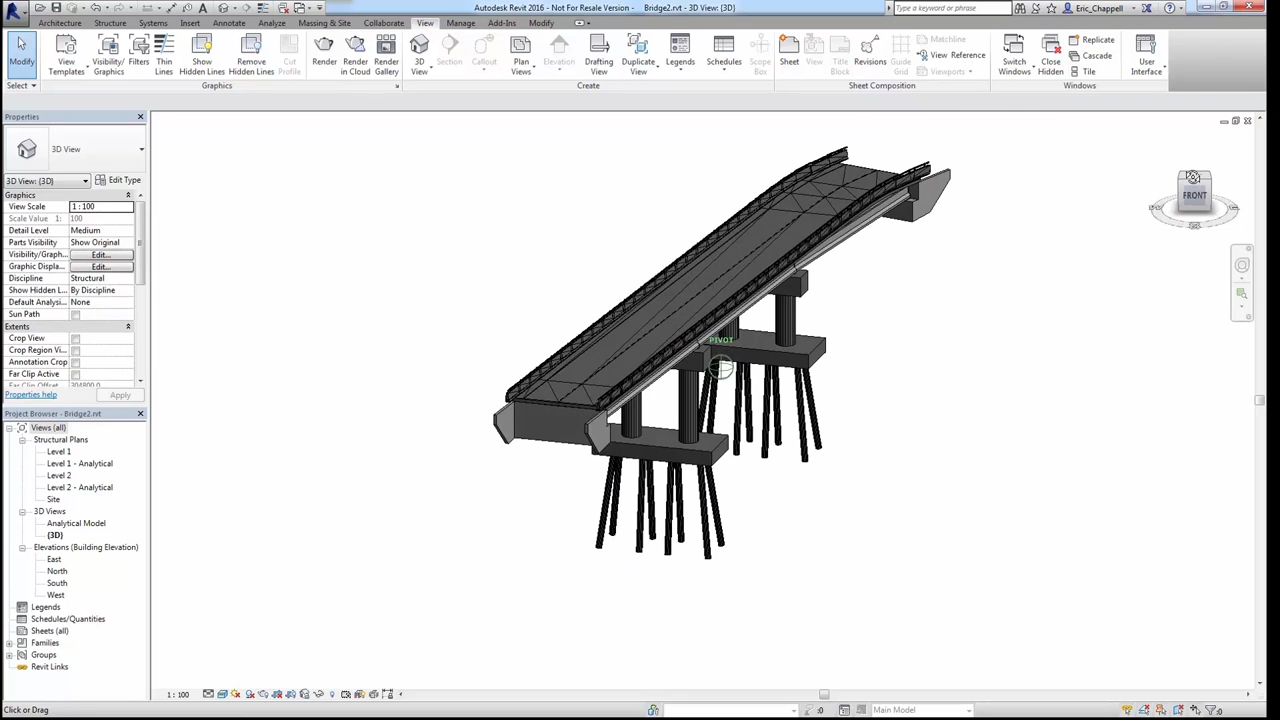 Autodesk Revit 2016 - Not For Resale Version - Bridge2.rvt - 3D View: {3D}
Type a keyword or phrase
Eric_Chappell
Architecture Structure Systems Insert Annotate Analyze Massing & Site Collaborate View Manage Add-Ins Modify
Modify
View Templates
Visibility/ Graphics
Filters
Thin Lines
Show Hidden Lines
Remove Hidden Lines
Cut Profile
Render
Render in Cloud
Render Gallery
3D View
Section
Callout
Plan Views
Elevation
Drafting View
Duplicate View
Legends
Schedules
Scope Box
Sheet
View
Title Block
Revisions
Guide Grid
Matchline
View Reference
Viewports
Switch Windows
Close Hidden
Replicate
Cascade
Tile
User Interface
Select
Graphics
Create
Sheet Composition
Windows
Properties
3D View
3D View: {3D}
Edit Type
Graphics
View Scale 1 : 100
Scale Value 1: 100
Detail Level Medium
Parts Visibility Show Original
Visibility/Graph... Edit...
Graphic Displa... Edit...
Discipline Structural
Show Hidden L... By Discipline
Default Analysi... None
Sun Path
Extents
Crop View
Crop Region Vi...
Annotation Crop
Far Clip Active
Far Clip Offset 304800.0
Properties help
Apply
Project Browser - Bridge2.rvt
Views (all)
Structural Plans
Level 1
Level 1 - Analytical
Level 2
Level 2 - Analytical
Site
3D Views
Analytical Model
{3D}
Elevations (Building Elevation)
East
North
South
West
Legends
Schedules/Quantities
Sheets (all)
Families
Groups
Revit Links
PIVOT
FRONT
1 : 100
Click or Drag
:0
Main Model
:0